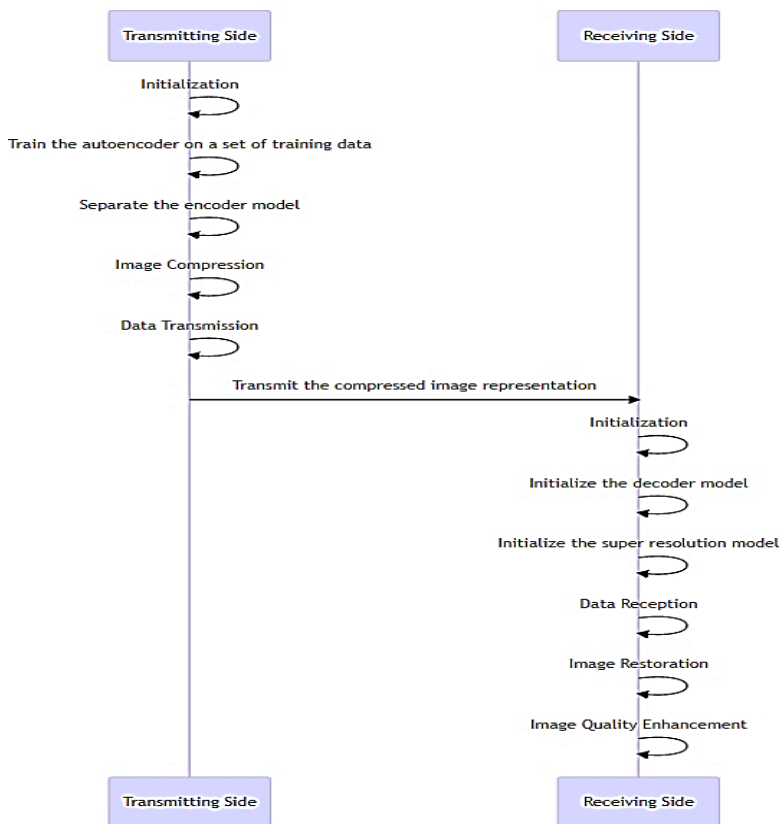 Transmitting Side
Receiving Side
Initialization
Train the autoencoder on a set of training data
Separate the encoder model
Image Compression
Data Transmission
Transmit the compressed image representation
Initialization
Initialize the decoder model
Initialize the super resolution model
Data Reception
Image Restoration
Image Quality Enhancement
Transmitting Side
Receiving Side